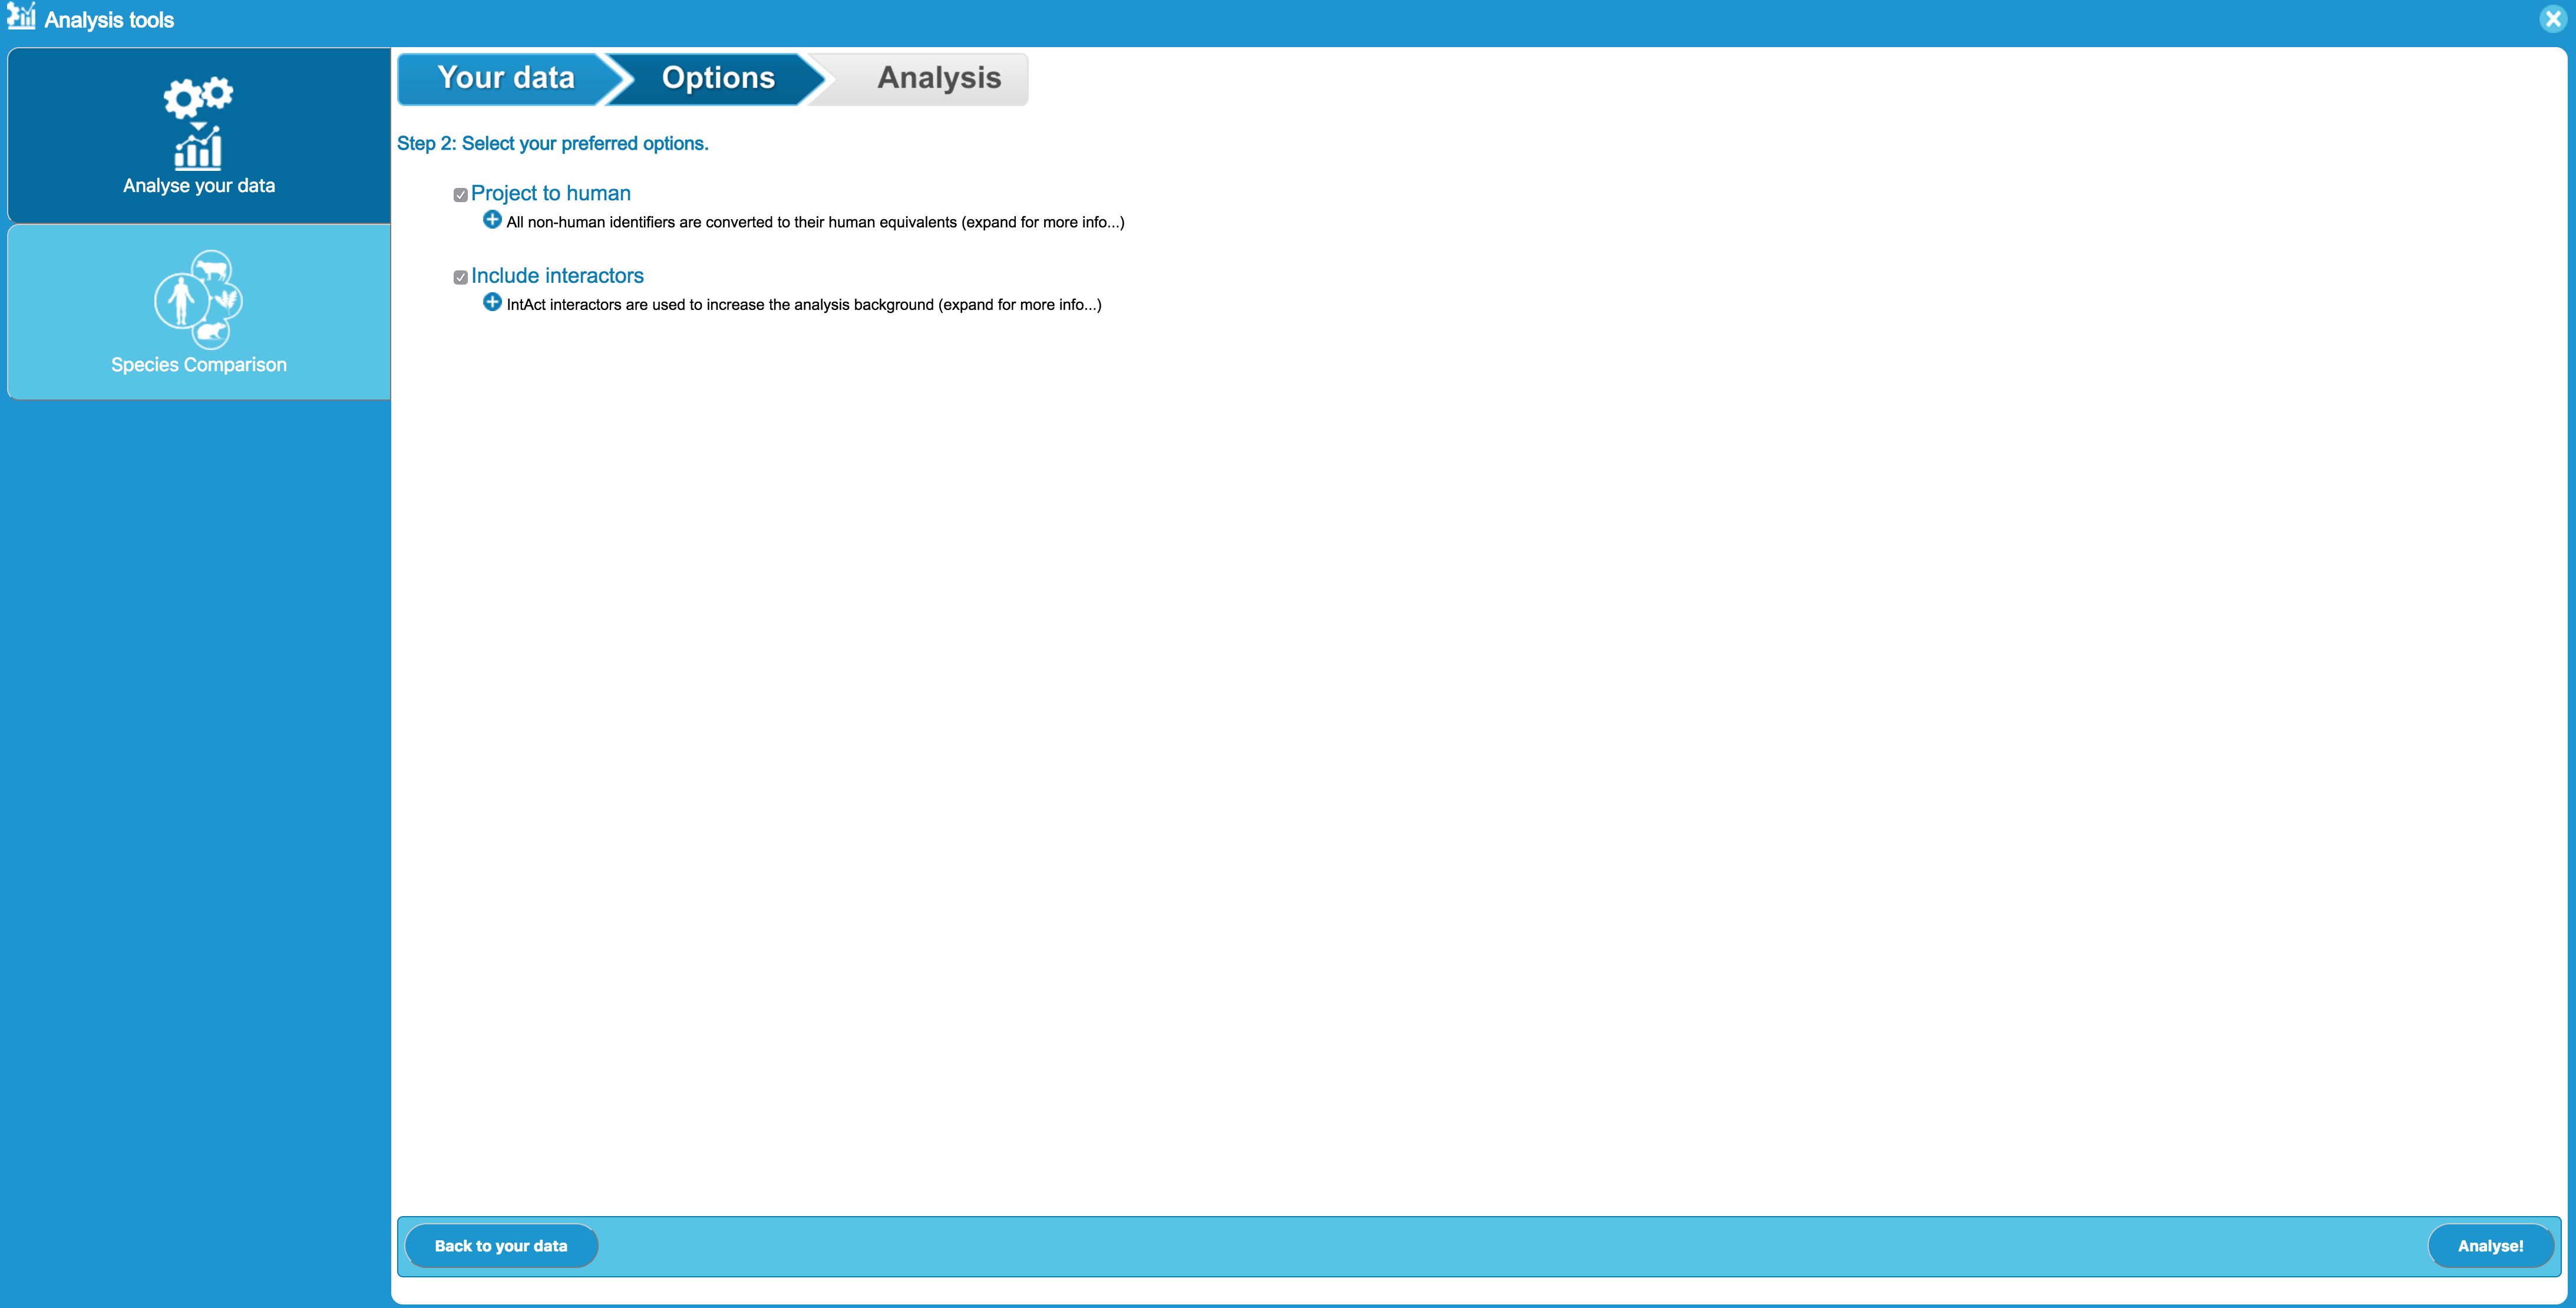 Analysis tools
Analyse your data
Species Comparison
Your data
Options
Analysis
Step 2: Select your preferred options.
Project to human
All non-human identifiers are converted to their human equivalents (expand for more info...)
Include interactors
IntAct interactors are used to increase the analysis background (expand for more info...)
Back to your data
Analyse!